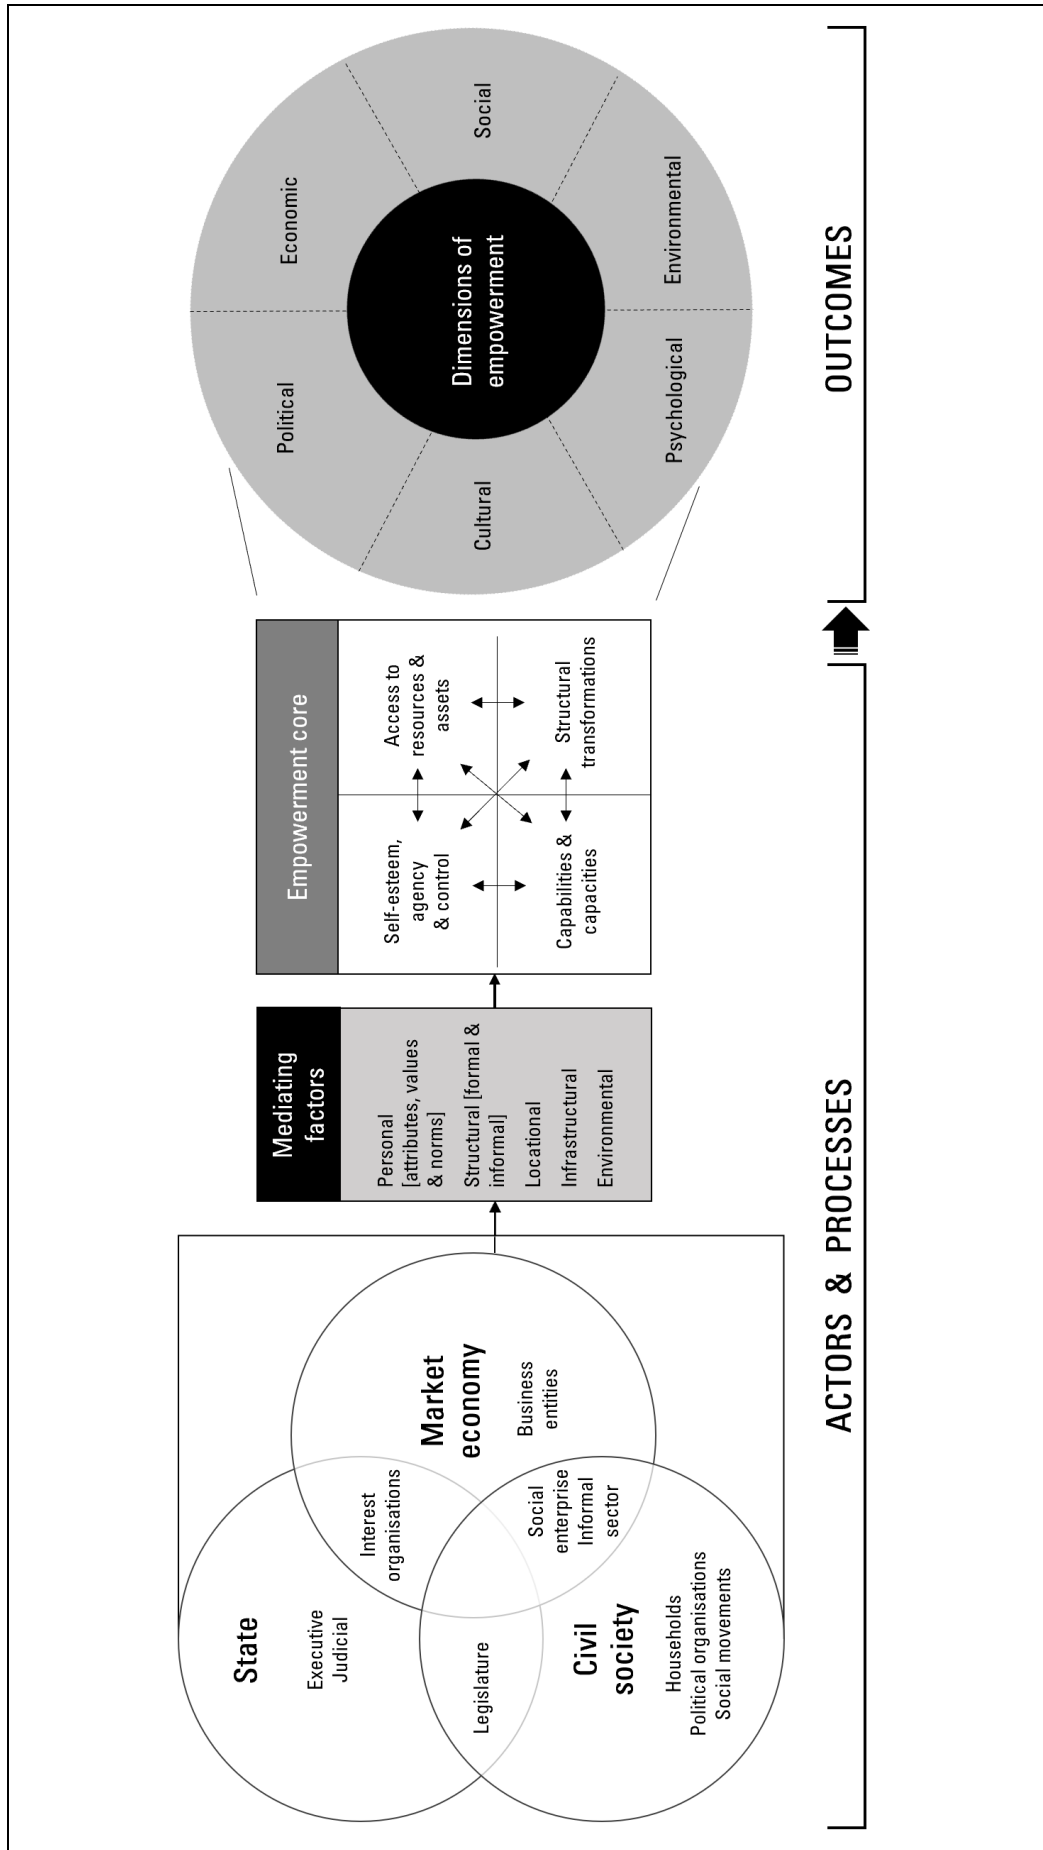 State
Executive
Judicial
Interest
organisations
Market
economy
Business
entities
Legislature
Social
enterprise
Informal
sector
Civil
society
Households
Political organisations
Social movements
Mediating
factors
Personal
[attributes, values
& norms]
Structural [formal &
informal]
Locational
Infrastructural
Environmental
Empowerment core
Self-esteem,
agency
& control
Access to
resources &
assets
Capabilities &
capacities
Structural
transformations
Dimensions of
empowerment
Political
Economic
Social
Environmental
Psychological
Cultural
ACTORS & PROCESSES
OUTCOMES